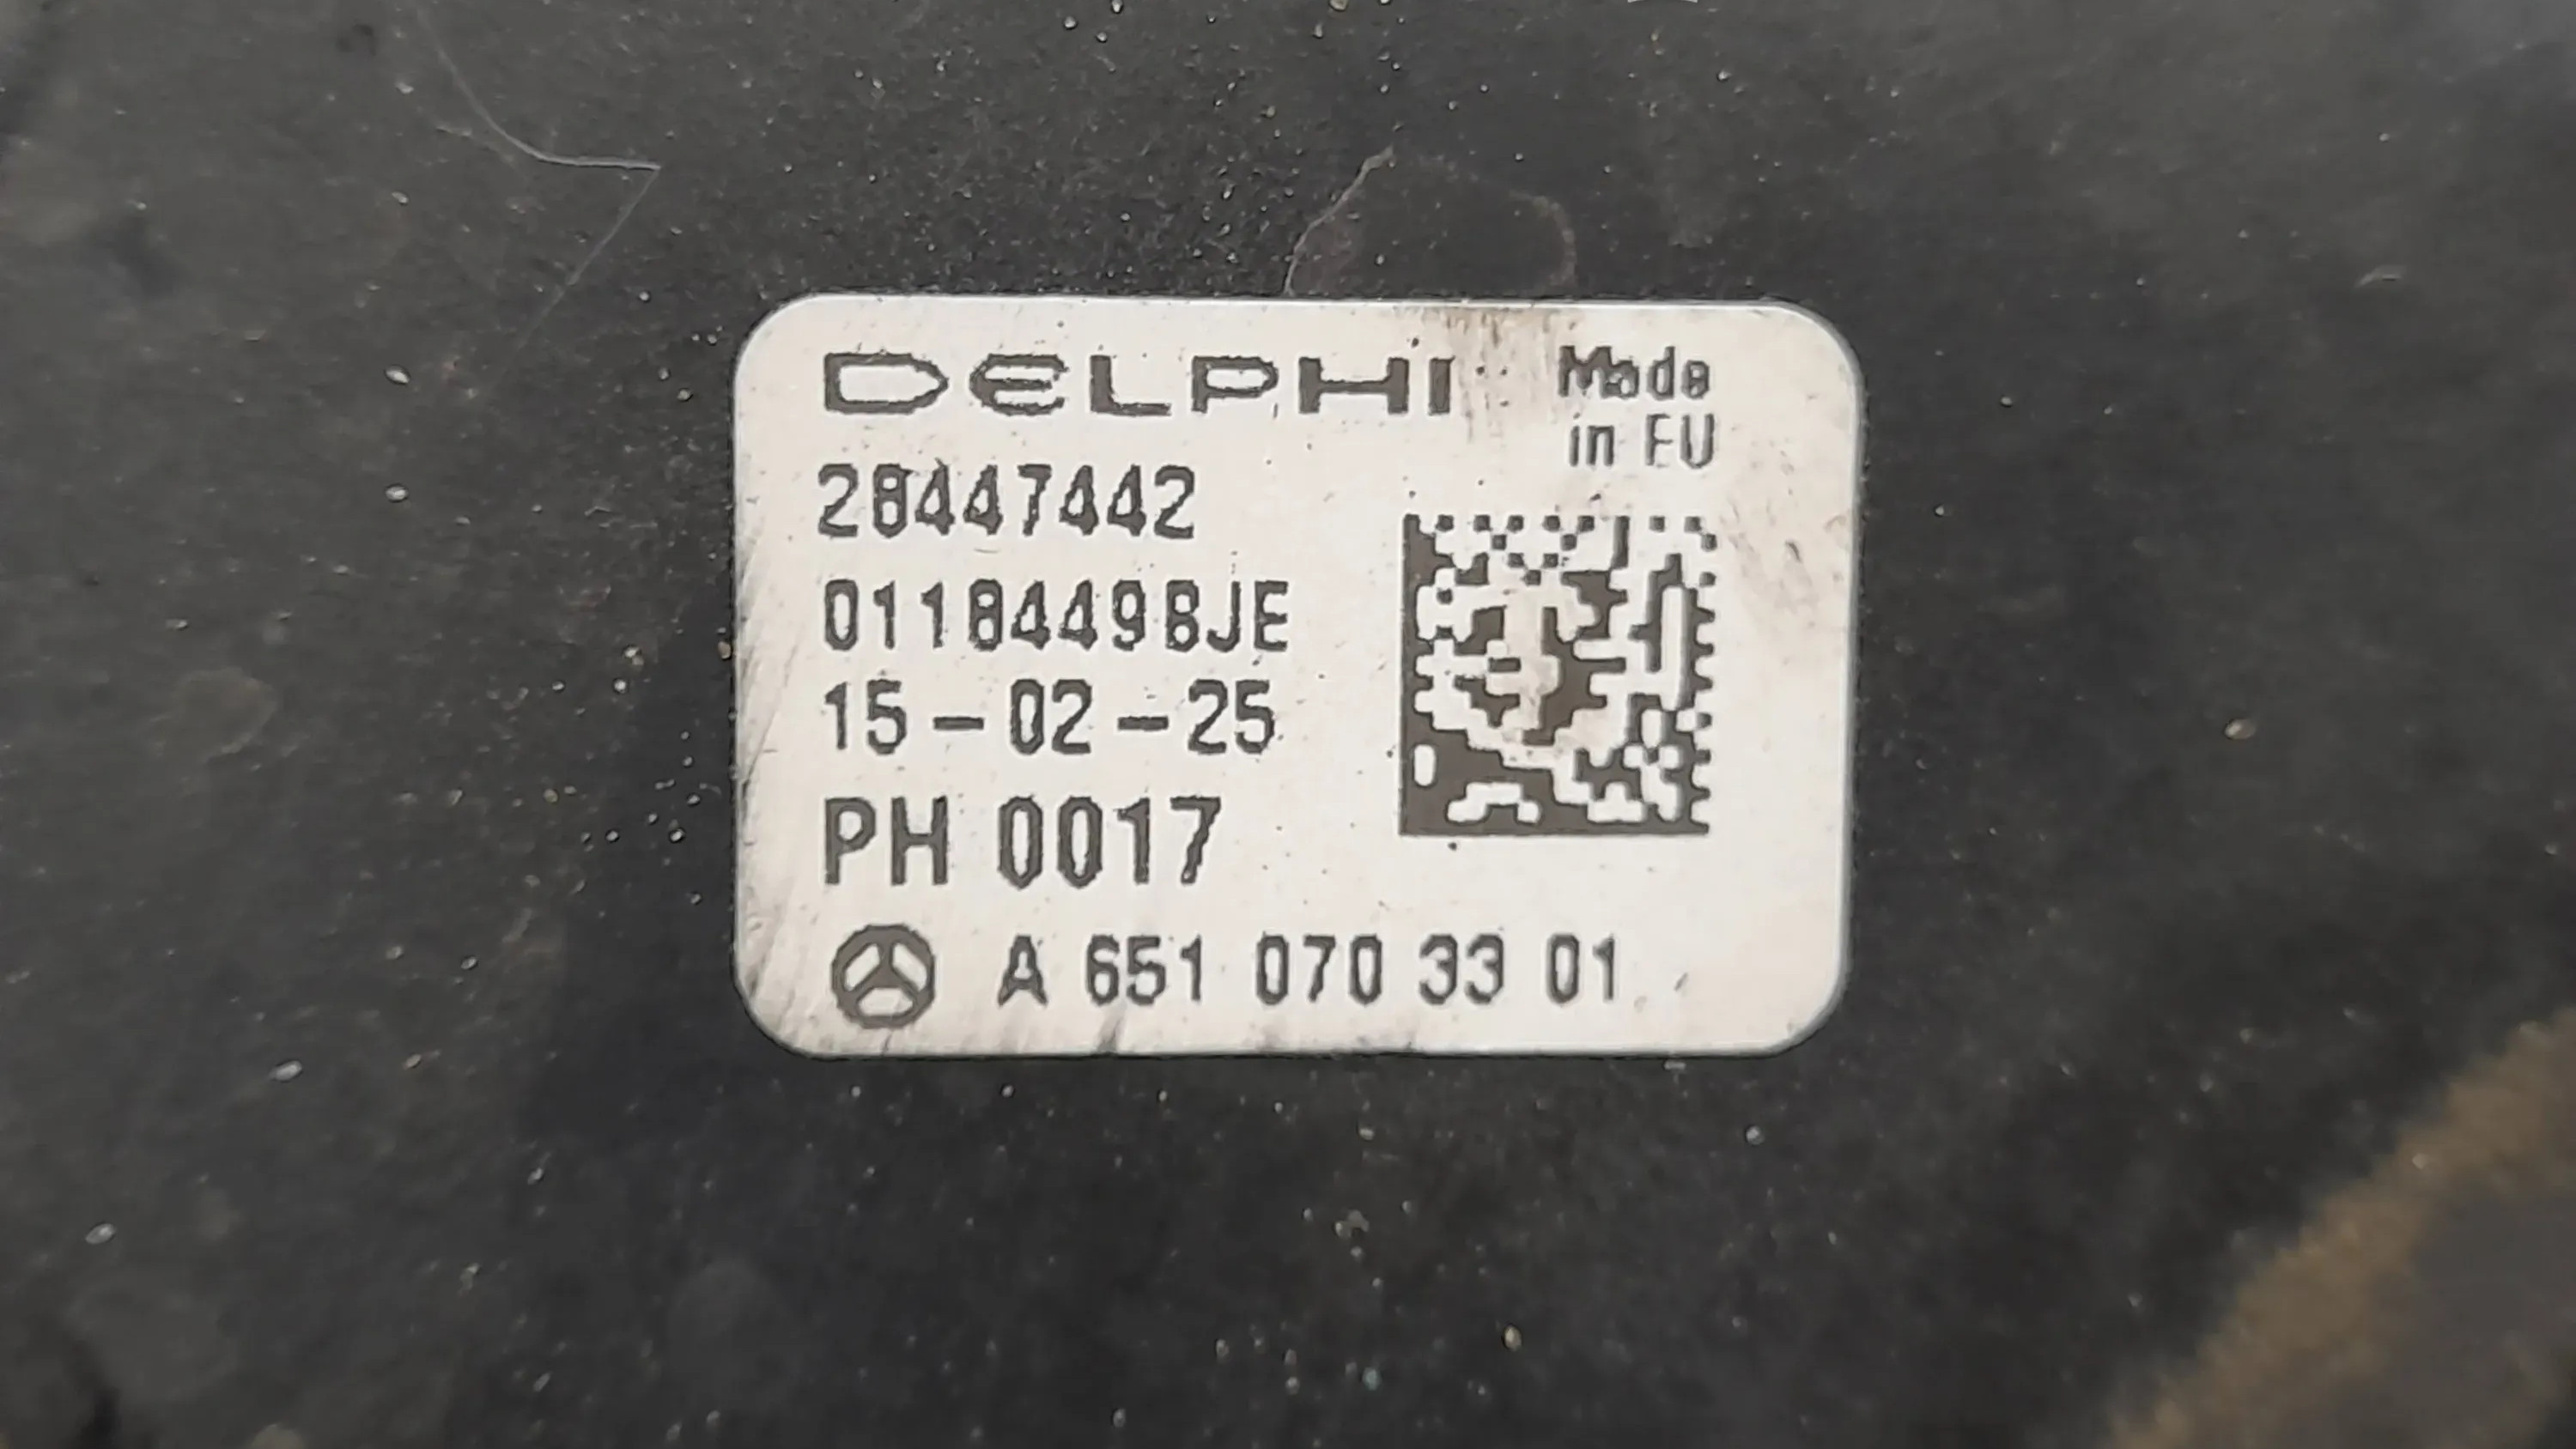 DELPHI
Made
in EU
28447442
01184498JE
15-02-25
PH 0017
A 651 070 33 01